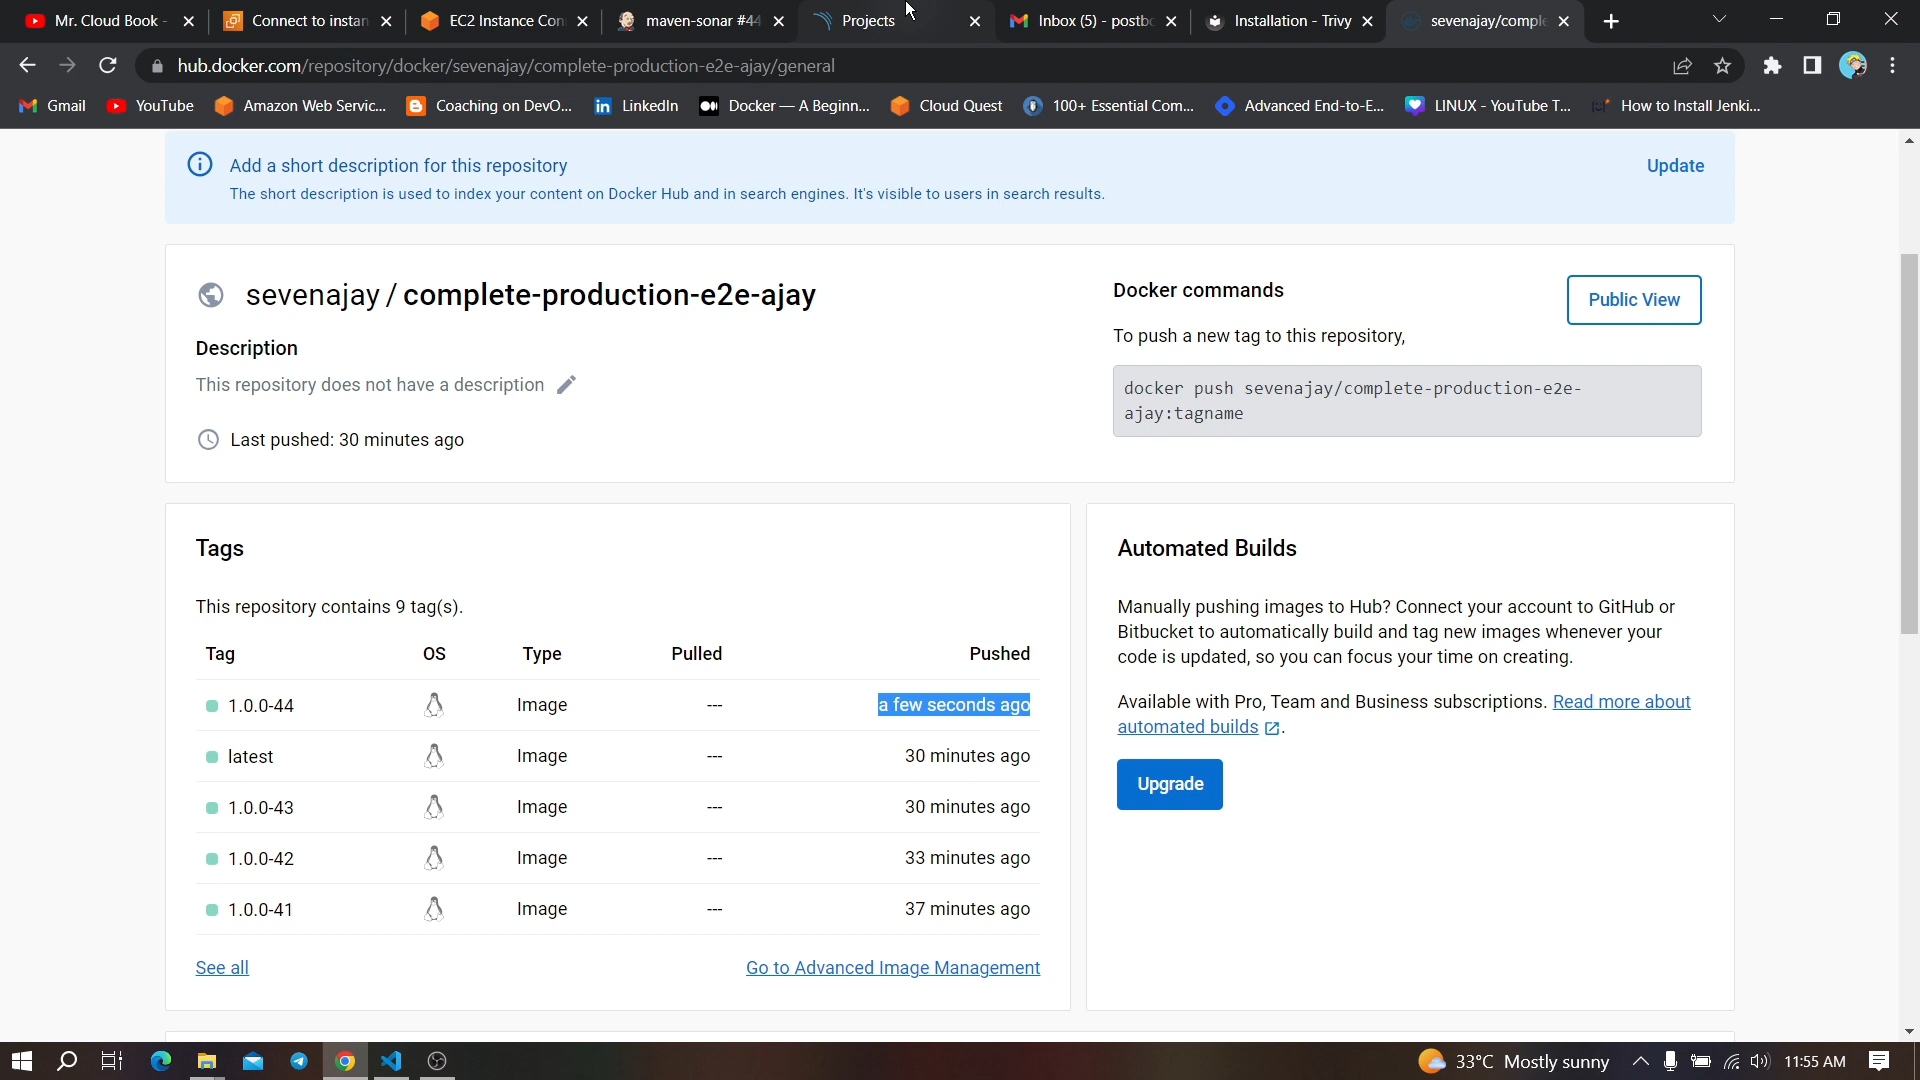 Mr. Cloud Book -
Connect to instan
EC2 Instance Con
maven-sonar #44
Projects
Inbox (5) - postbo
Installation - Trivy
sevenajay/comple
hub.docker.com/repository/docker/sevenajay/complete-production-e2e-ajay/general
Gmail
YouTube
Amazon Web Servic...
Coaching on DevO...
LinkedIn
Docker — A Beginn...
Cloud Quest
100+ Essential Com...
Advanced End-to-E...
LINUX - YouTube T...
How to Install Jenki...
Add a short description for this repository
Update
The short description is used to index your content on Docker Hub and in search engines. It's visible to users in search results.
sevenajay / complete-production-e2e-ajay
Description
This repository does not have a description
Last pushed: 30 minutes ago
Docker commands
Public View
To push a new tag to this repository,
docker push sevenajay/complete-production-e2e-
ajay:tagname
Tags
This repository contains 9 tag(s).
Tag OS Type Pulled Pushed
1.0.0-44 Image --- a few seconds ago
latest Image --- 30 minutes ago
1.0.0-43 Image --- 30 minutes ago
1.0.0-42 Image --- 33 minutes ago
1.0.0-41 Image --- 37 minutes ago
See all
Go to Advanced Image Management
Automated Builds
Manually pushing images to Hub? Connect your account to GitHub or
Bitbucket to automatically build and tag new images whenever your
code is updated, so you can focus your time on creating.
Available with Pro, Team and Business subscriptions. Read more about
automated builds.
Upgrade
33°C Mostly sunny
11:55 AM